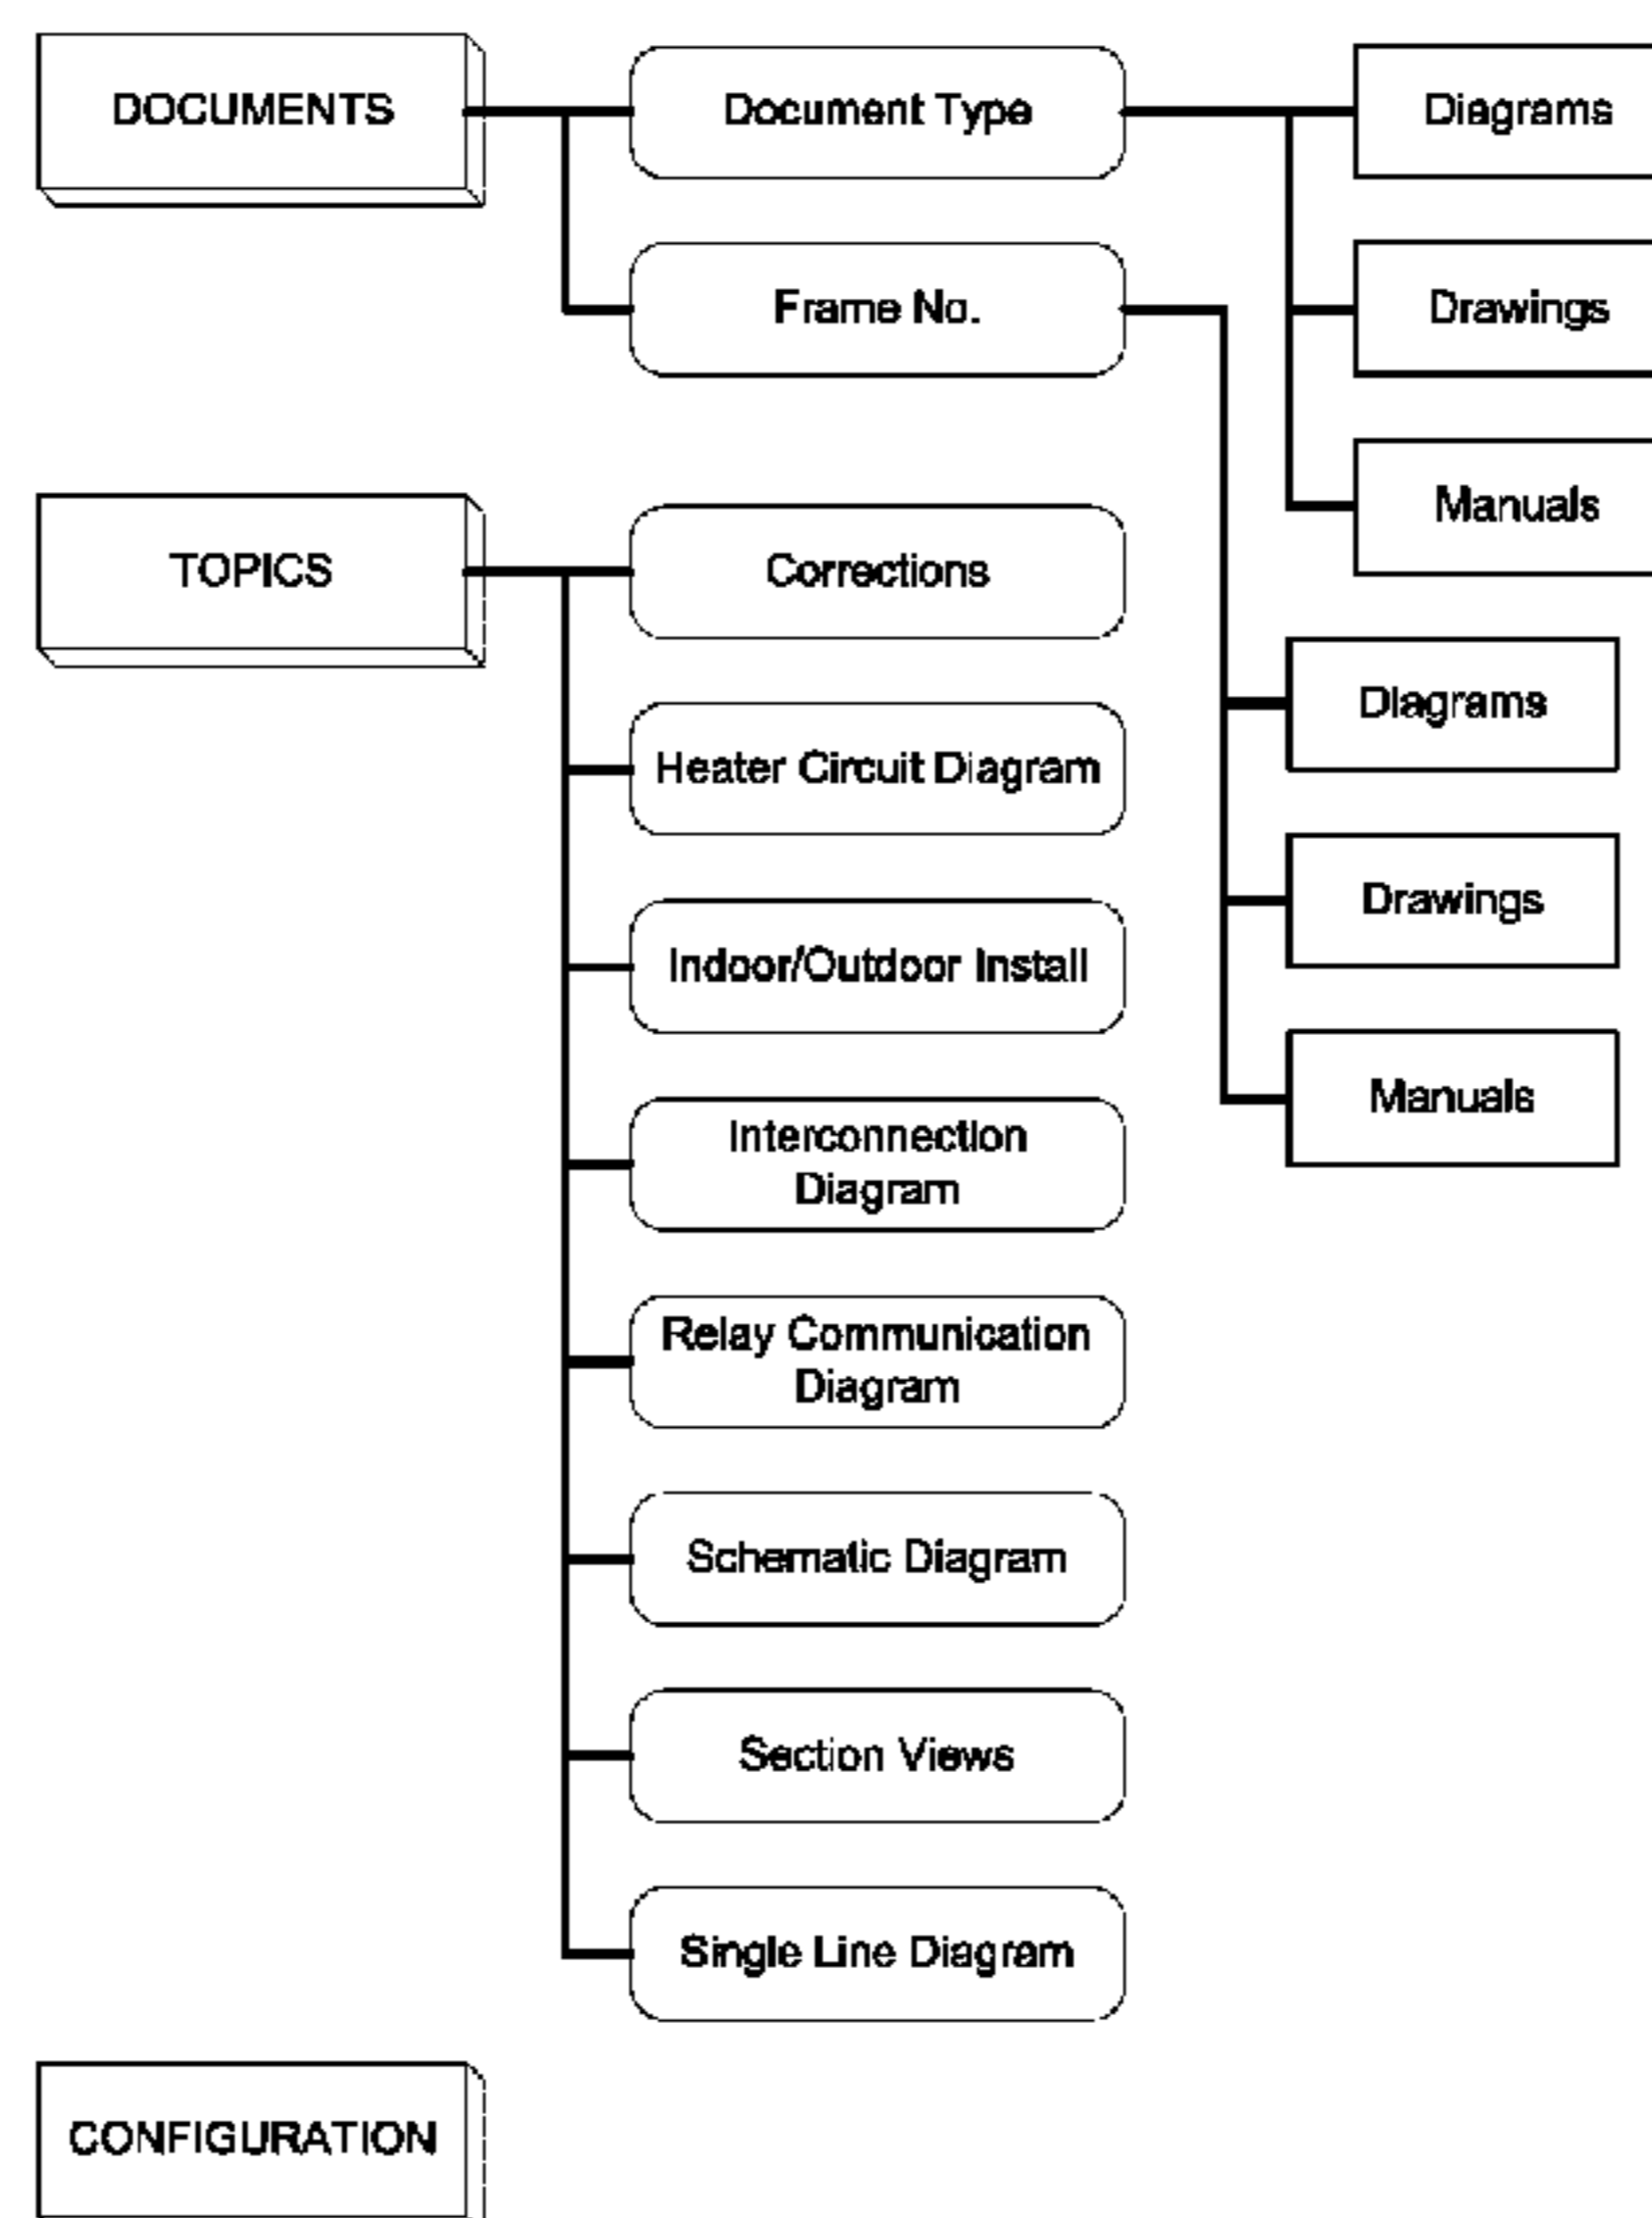 DOCUMENTS
Document Type
Diagrams
Frame No.
Drawings
Manuals
TOPICS
Corrections
Diagrams
Heater Circuit Diagram
Drawings
Indoor/Outdoor Install
Manuals
Interconnection
Diagram
Relay Communication
Diagram
Schematic Diagram
Section Views
Single Line Diagram
CONFIGURATION